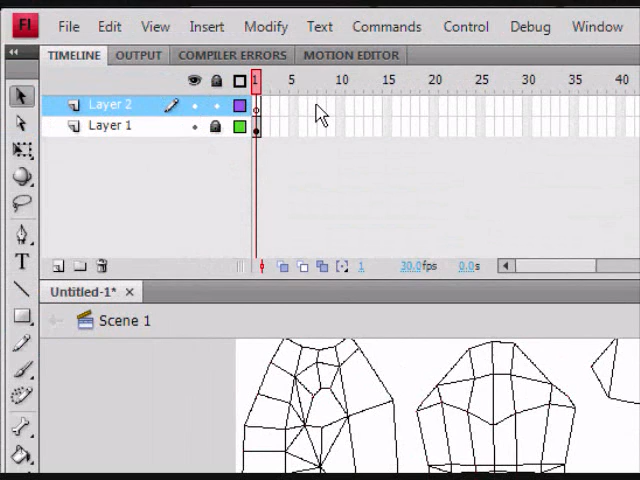 Fl File Edit View Insert Modify Text Commands Control Debug Window
TIMELINE OUTPUT COMPILER ERRORS MOTION EDITOR
1 5 10 15 20 25 30 35 40
Layer 2
Layer 1
1 30.0fps 0.0s
Untitled-1*
Scene 1
T